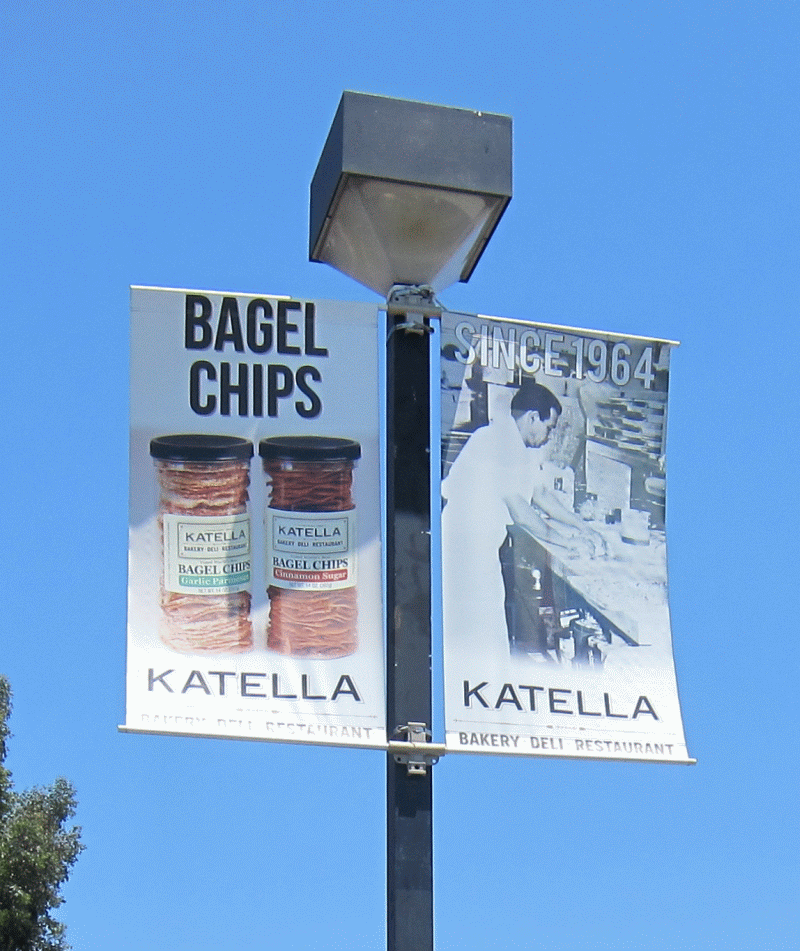 BAGEL
CHIPS
KATELLA
BAKERY DELI RESTAURANT
BAGEL CHIPS
Garlic Parmesan
KATELLA
BAKERY DELI RESTAURANT
BAGEL CHIPS
Cinnamon Sugar
KATELLA
BAKERY DELI RESTAURANT
SINCE 1964
KATELLA
BAKERY DELI RESTAURANT